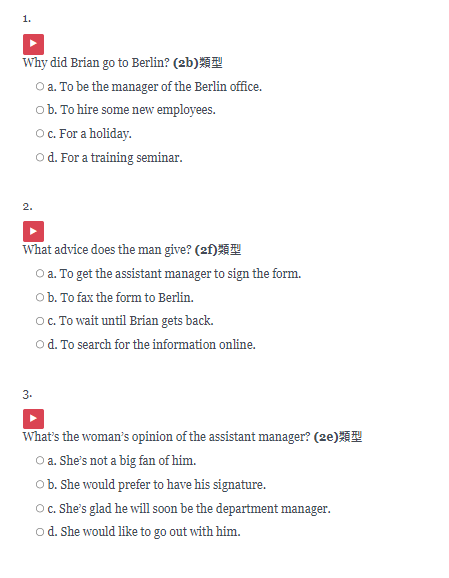 1.
Why did Brian go to Berlin? (2b)類型
a. To be the manager of the Berlin office.
b. To hire some new employees.
c. For a holiday.
d. For a training seminar.
2.
What advice does the man give? (2f)類型
a. To get the assistant manager to sign the form.
b. To fax the form to Berlin.
c. To wait until Brian gets back.
d. To search for the information online.
3.
What's the woman's opinion of the assistant manager? (2e)類型
a. She's not a big fan of him.
b. She would prefer to have his signature.
c. She's glad he will soon be the department manager.
d. She would like to go out with him.